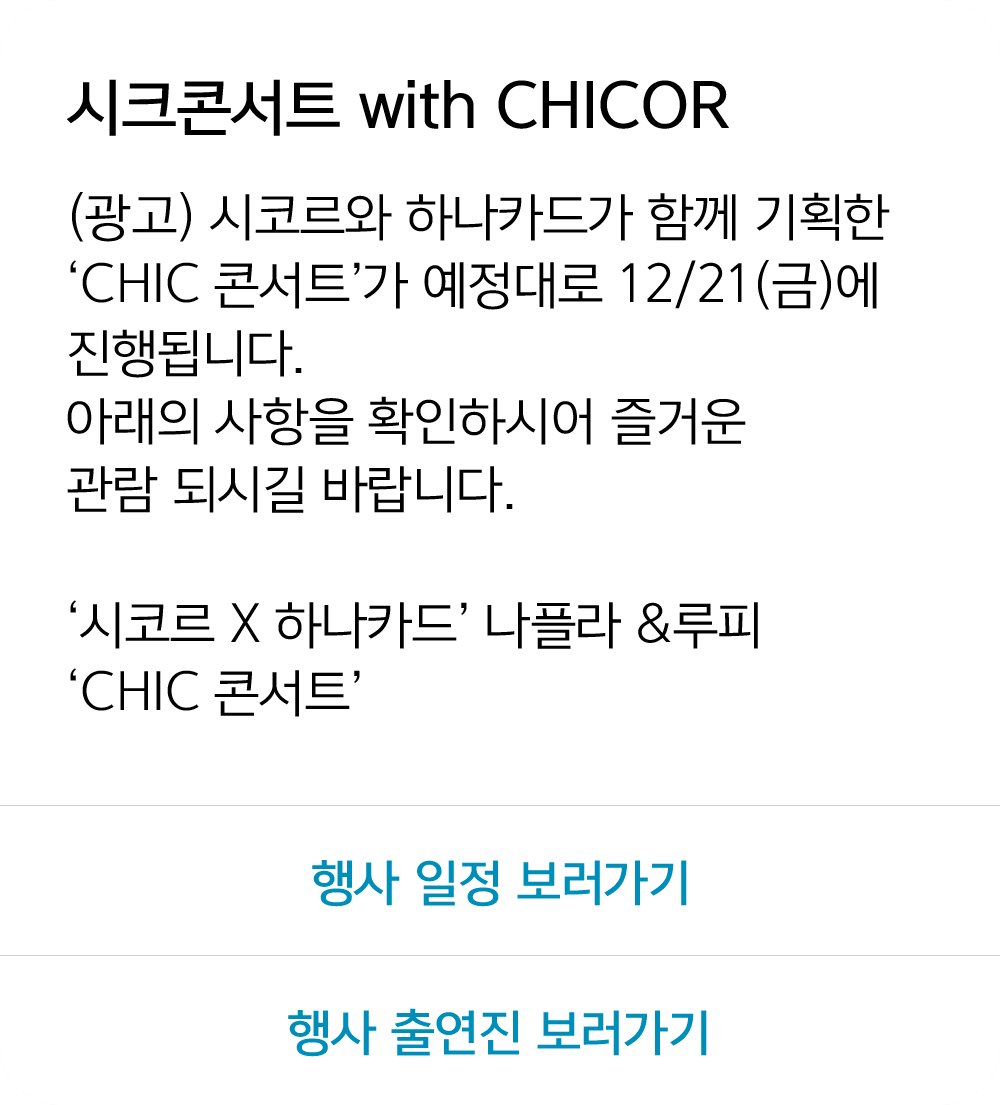 시크콘서트 with CHICOR
(광고) 시코르와 하나카드가 함께 기획한
‘CHIC 콘서트’가 예정대로 12/21(금)에
진행됩니다.
아래의 사항을 확인하시어 즐거운
관람 되시길 바랍니다.
‘시코르 X 하나카드’ 나플라 &루피
‘CHIC 콘서트’
행사 일정 보러가기
행사 출연진 보러가기